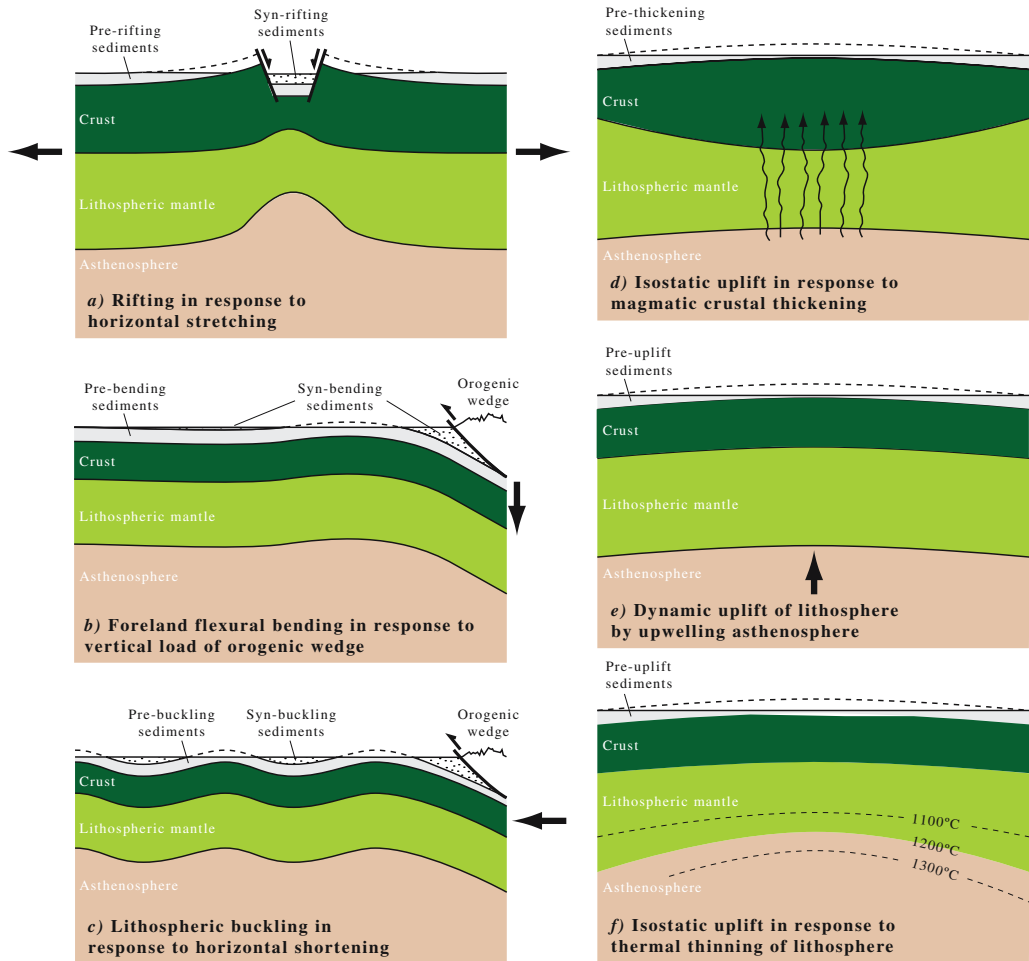 Syn-rifting
sediments
Pre-rifting
sediments
Crust
Lithospheric mantle
Asthenosphere
a) Rifting in response to
horizontal stretching
Pre-bending
sediments
Syn-bending
sediments
Orogenic
wedge
Crust
Lithospheric mantle
Asthenosphere
b) Foreland flexural bending in response to
vertical load of orogenic wedge
Pre-buckling
sediments
Syn-buckling
sediments
Orogenic
wedge
Crust
Lithospheric mantle
Asthenosphere
c) Lithospheric buckling in
response to horizontal shortening
Pre-thickening
sediments
Crust
Lithospheric mantle
Asthenosphere
d) Isostatic uplift in response to
magmatic crustal thickening
Pre-uplift
sediments
Crust
Lithospheric mantle
Asthenosphere
e) Dynamic uplift of lithosphere
by upwelling asthenosphere
Pre-uplift
sediments
Crust
Lithospheric mantle
1100°C
1200°C
1300°C
Asthenosphere
f) Isostatic uplift in response to
thermal thinning of lithosphere